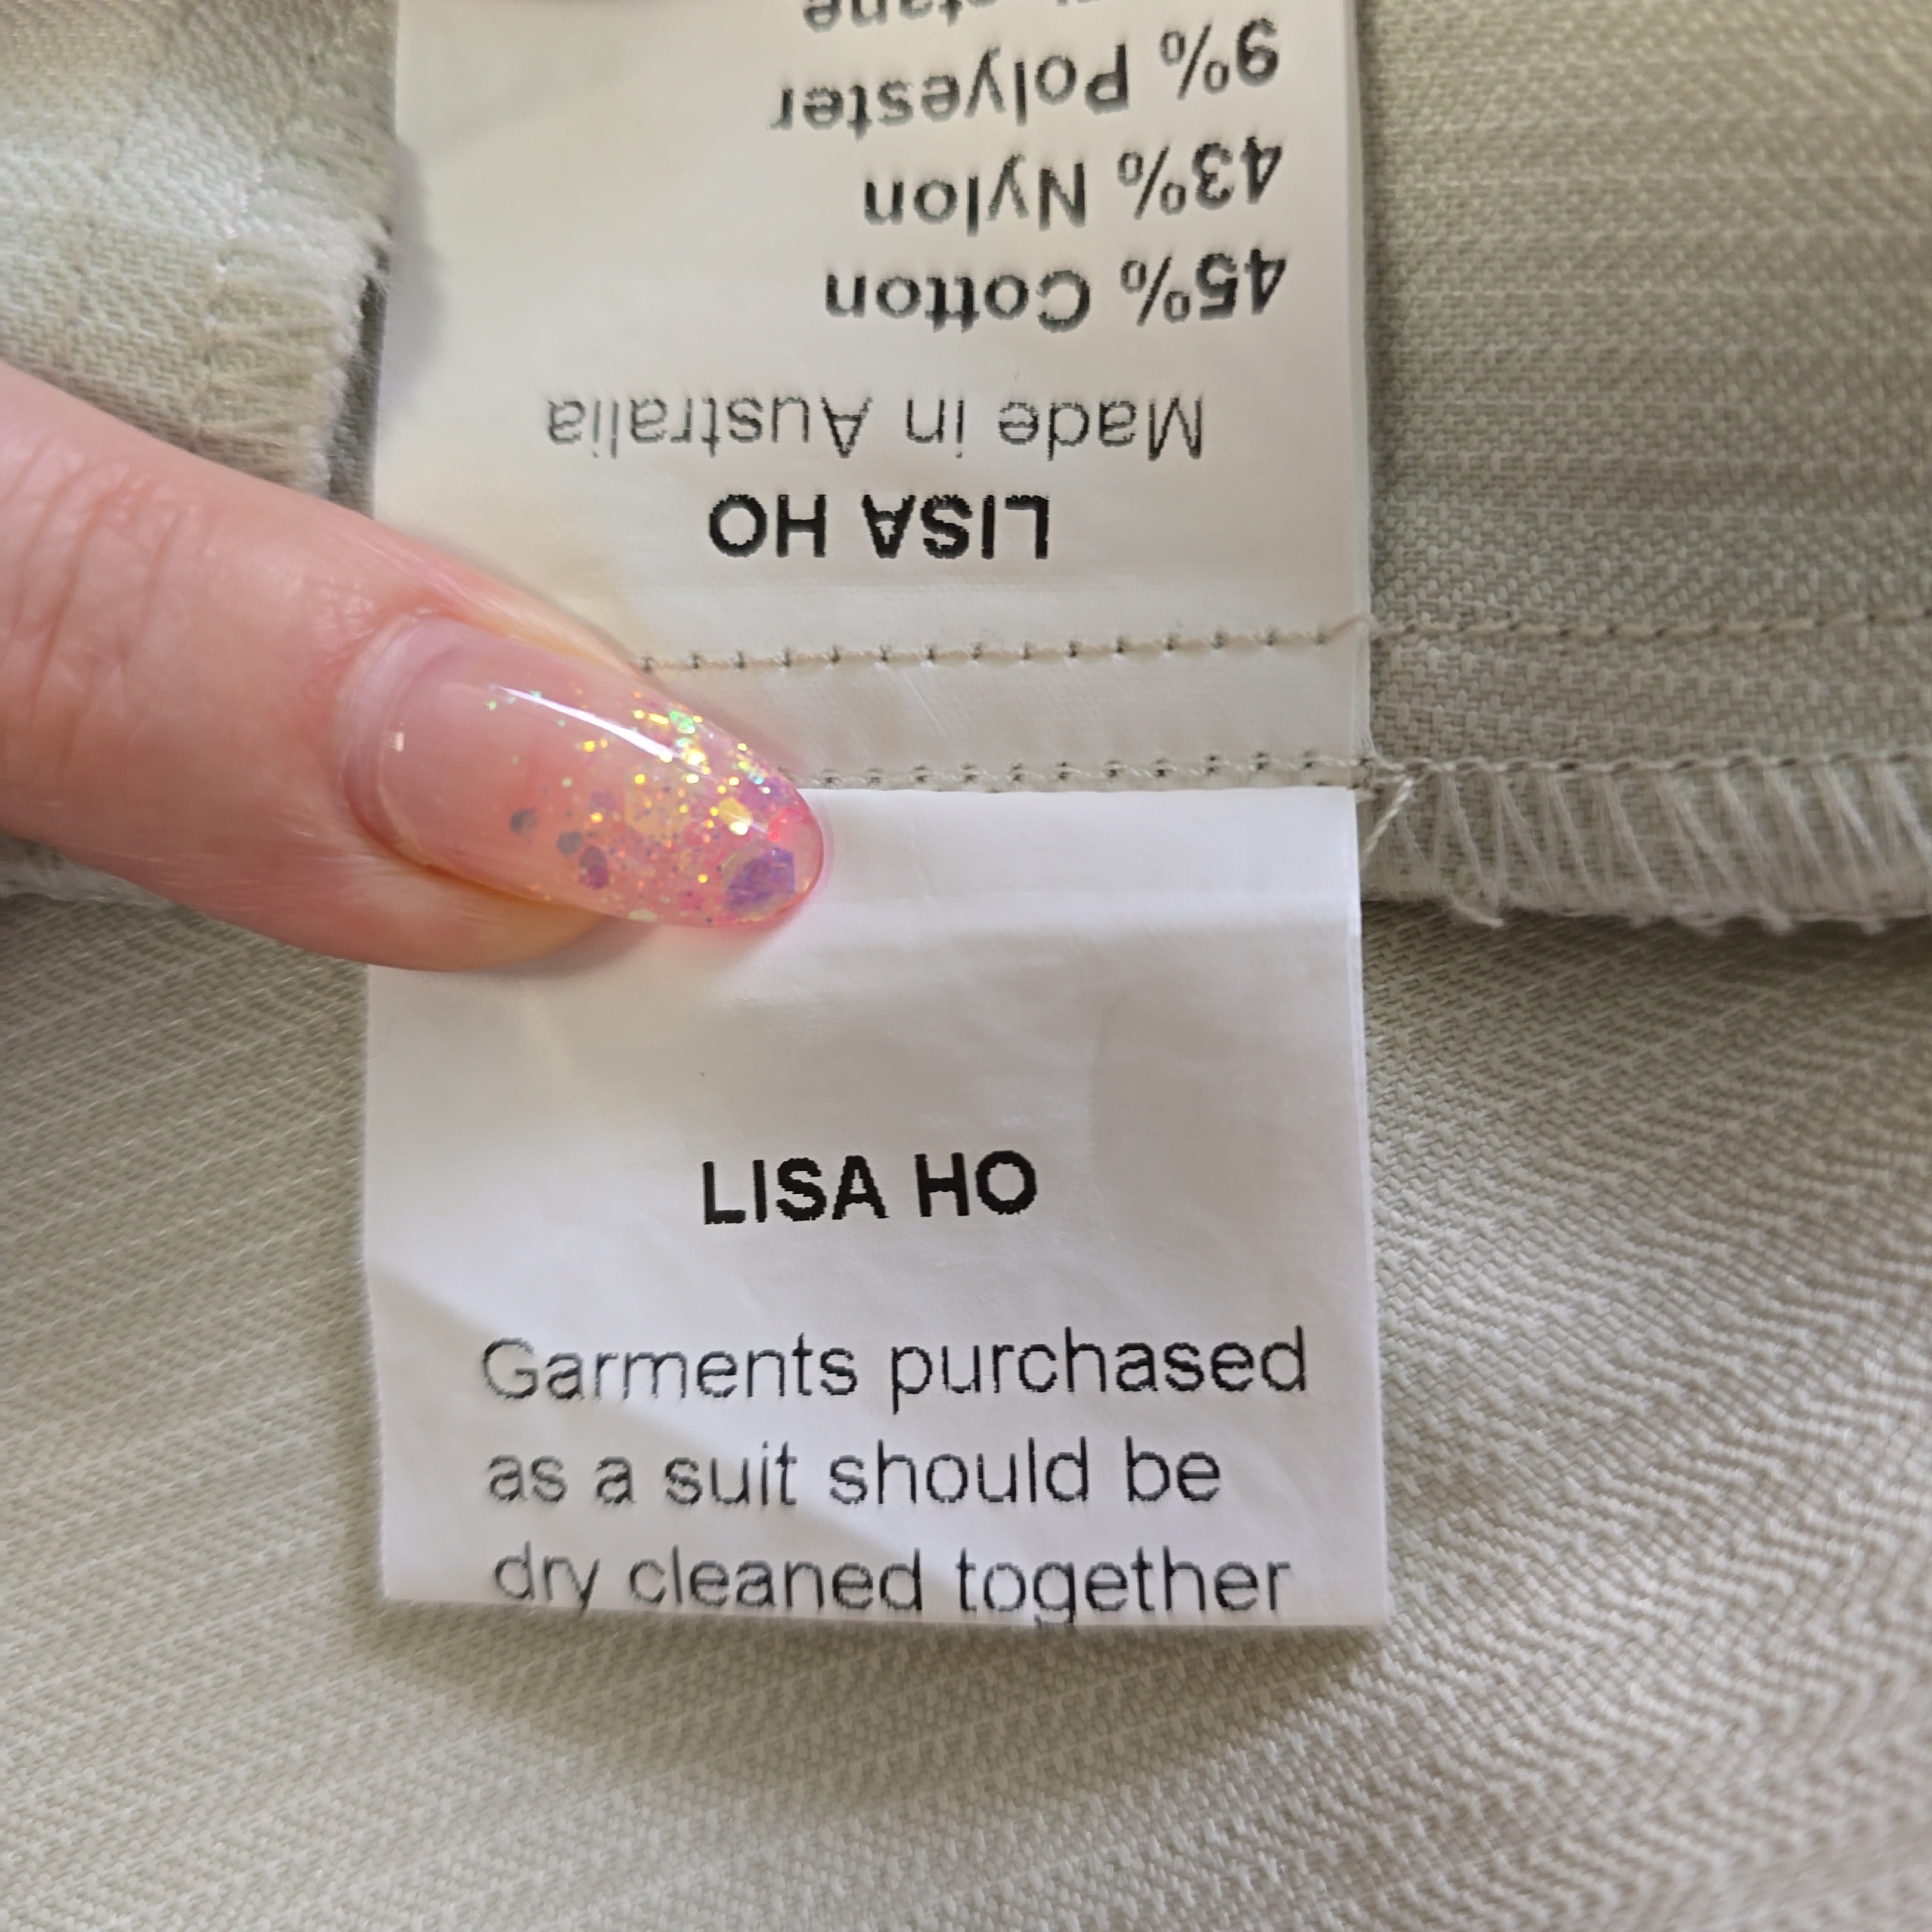 LISA HO
Made in Australia
45% Cotton
43% Nylon
9% Polyester
LISA HO
Garments purchased
as a suit should be
dry cleaned together